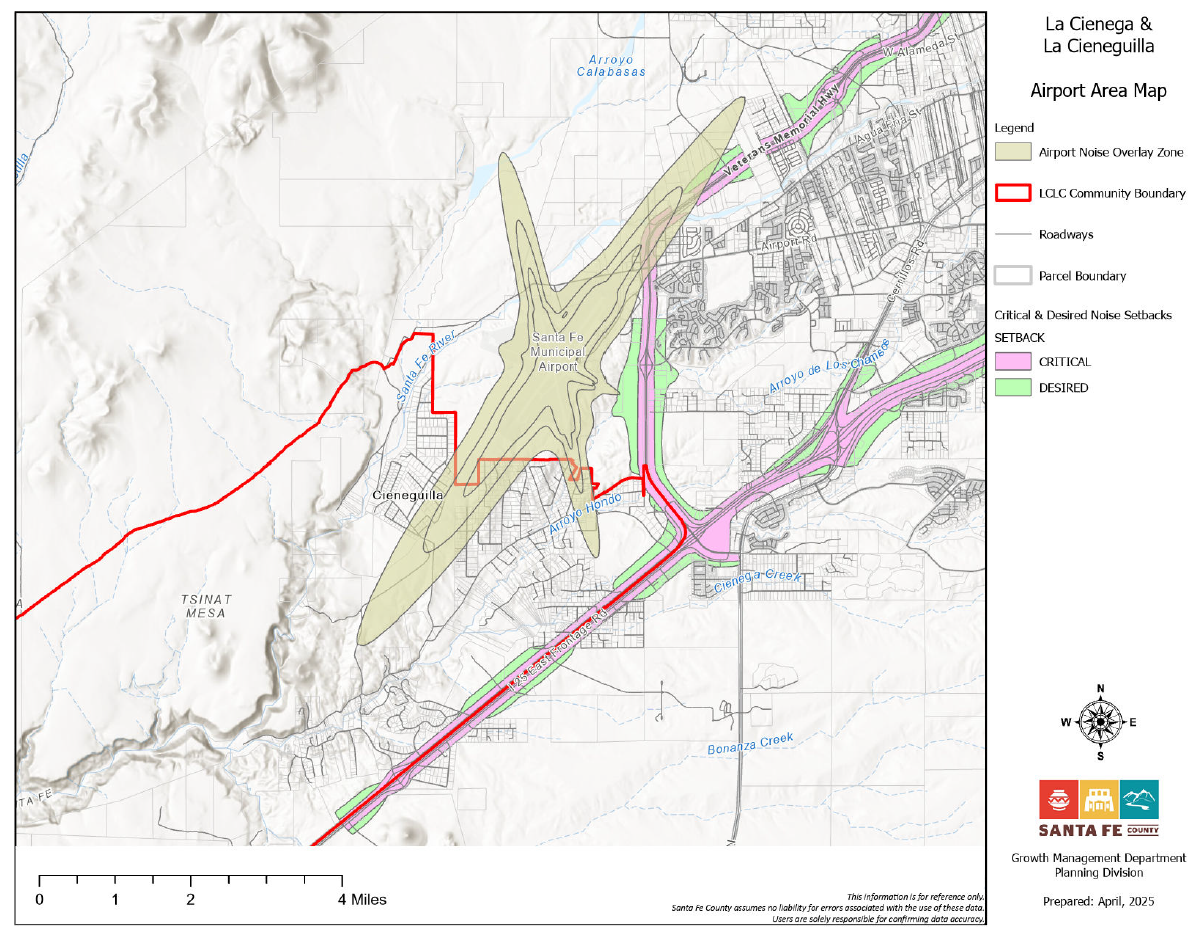 La Cienega &
La Cieneguilla
Airport Area Map
Legend
Airport Noise Overlay Zone
LCLC Community Boundary
Roadways
Parcel Boundary
Critical & Desired Noise Setbacks
SETBACK
CRITICAL
DESIRED
Arroyo
Calabasas
W Alameda St
Veterans Memorial Hwy
Agua Fria St
Airport Rd
Cerrillos Rd
Santa Fe
Municipal
Airport
Santa Fe River
Arroyo de Los Chamisos
Cieneguilla
Arroyo Hondo
Cienega Creek
TSINAT
MESA
I 25 East Frontage Rd
Bonanza Creek
TA FE
A
N
W
E
S
SANTA FE COUNTY
Growth Management Department
Planning Division
Prepared: April, 2025
0 1 2 4 Miles
This information is for reference only.
Santa Fe County assumes no liability for errors associated with the use of these data.
Users are solely responsible for confirming data accuracy.